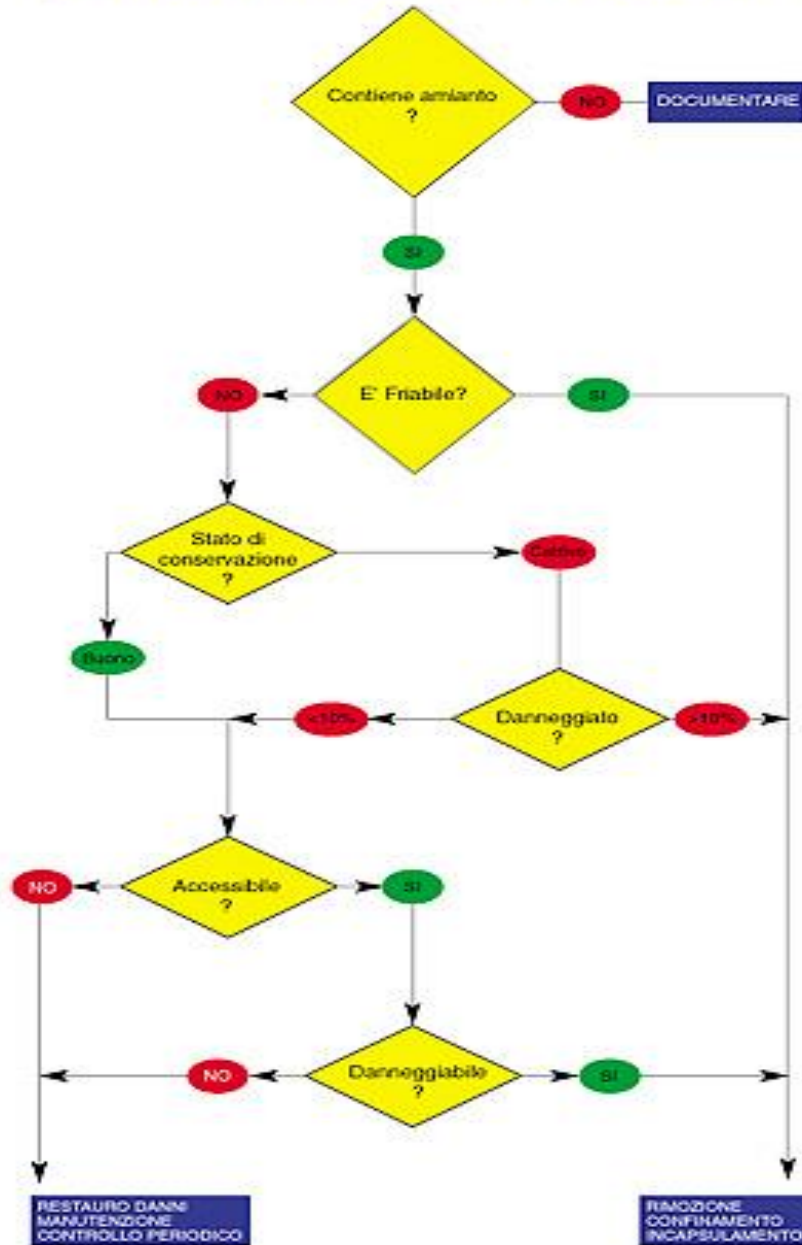 Contiene amianto
?
NO
DOCUMENTARE
SI
E' Friabile?
NO
SI
Stato di
conservazione
?
Cattivo
Buono
Danneggiato
?
<10%
>10%
Accessibile
?
NO
SI
Danneggiabile
?
NO
SI
RESTAURO DANNI
MANUTENZIONE
CONTROLLO PERIODICO
RIMOZIONE
CONFINAMENTO
INCAPSULAMENTO